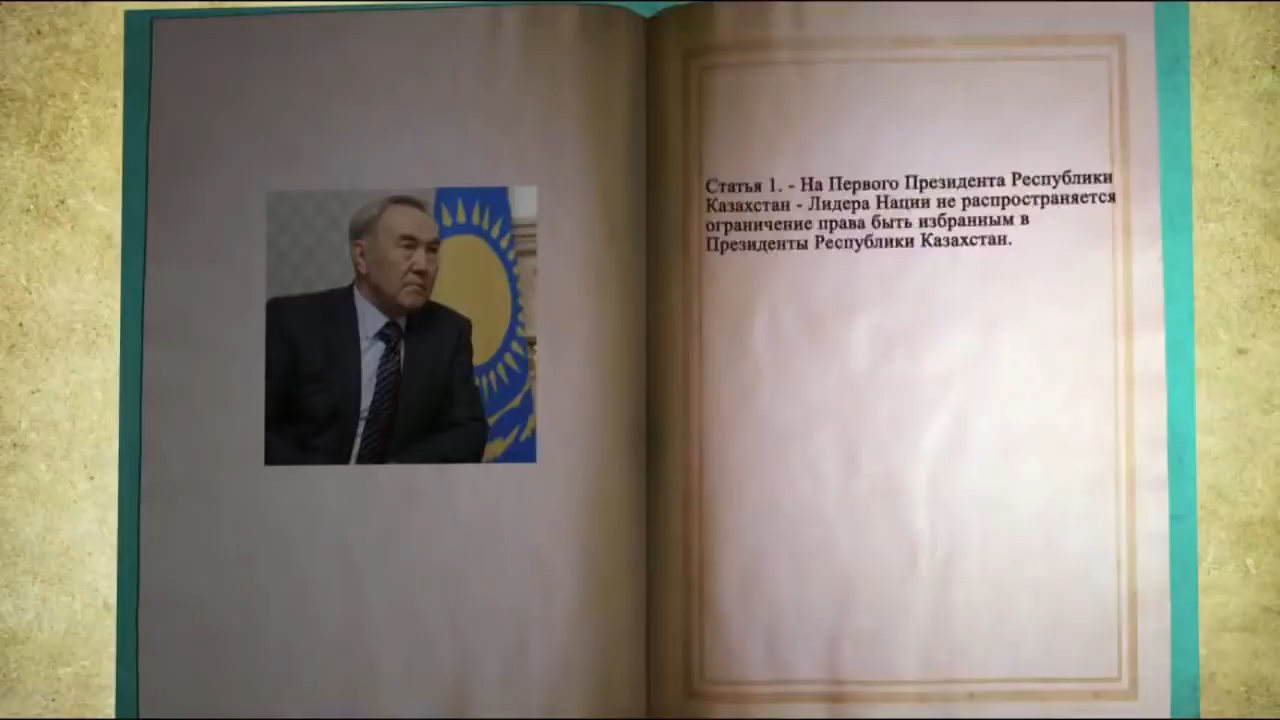 Статья 1. - На Первого Президента Республики
Казахстан - Лидера Нации не распространяется
ограничение права быть избранным в
Президенты Республики Казахстан.